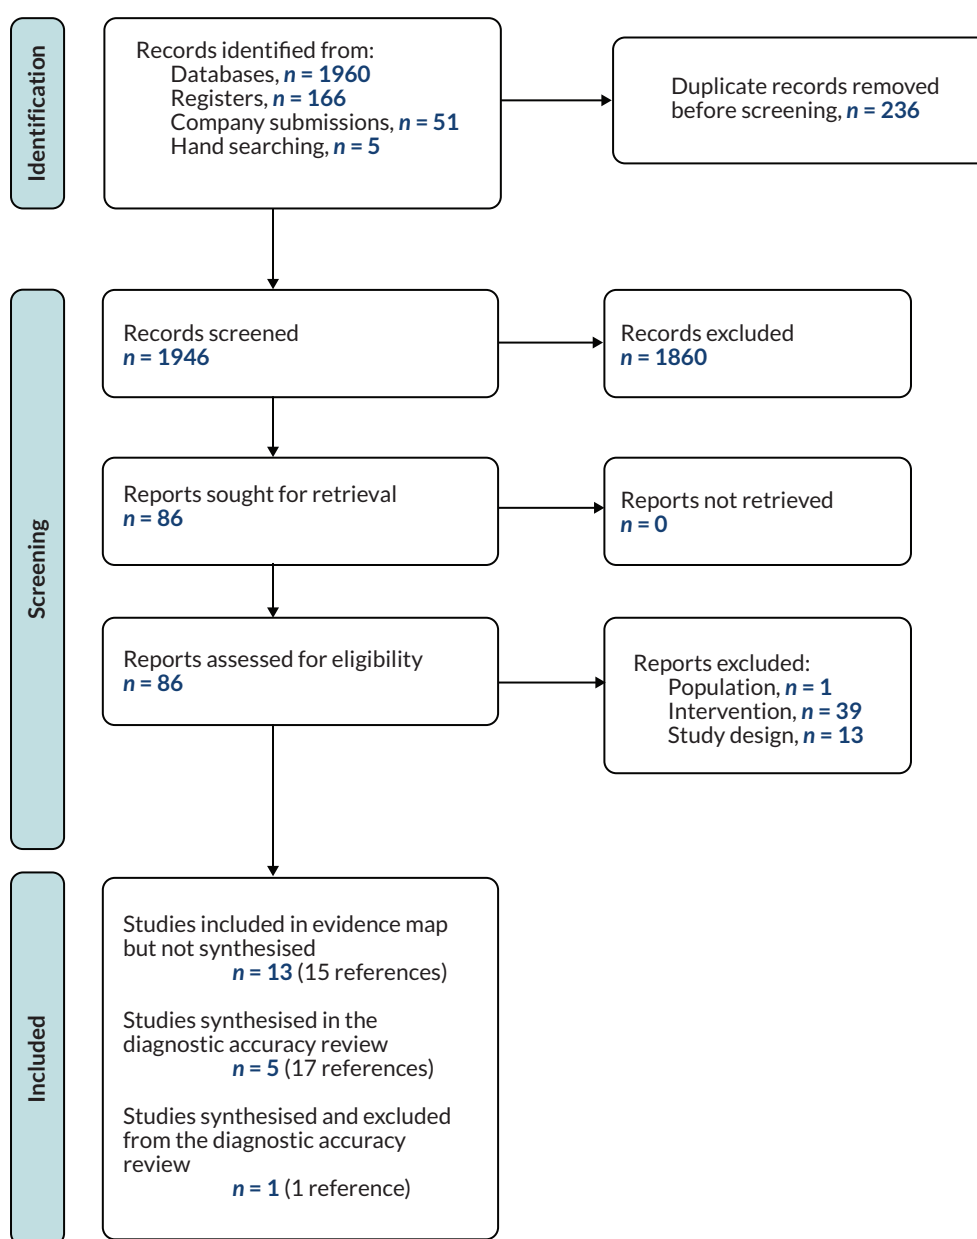 Identification
Records identified from:
Databases, n = 1960
Registers, n = 166
Company submissions, n = 51
Hand searching, n = 5
Duplicate records removed
before screening, n = 236
Screening
Records screened
n = 1946
Records excluded
n = 1860
Reports sought for retrieval
n = 86
Reports not retrieved
n = 0
Reports assessed for eligibility
n = 86
Reports excluded:
Population, n = 1
Intervention, n = 39
Study design, n = 13
Included
Studies included in evidence map
but not synthesised
n = 13 (15 references)
Studies synthesised in the
diagnostic accuracy review
n = 5 (17 references)
Studies synthesised and excluded
from the diagnostic accuracy
review
n = 1 (1 reference)